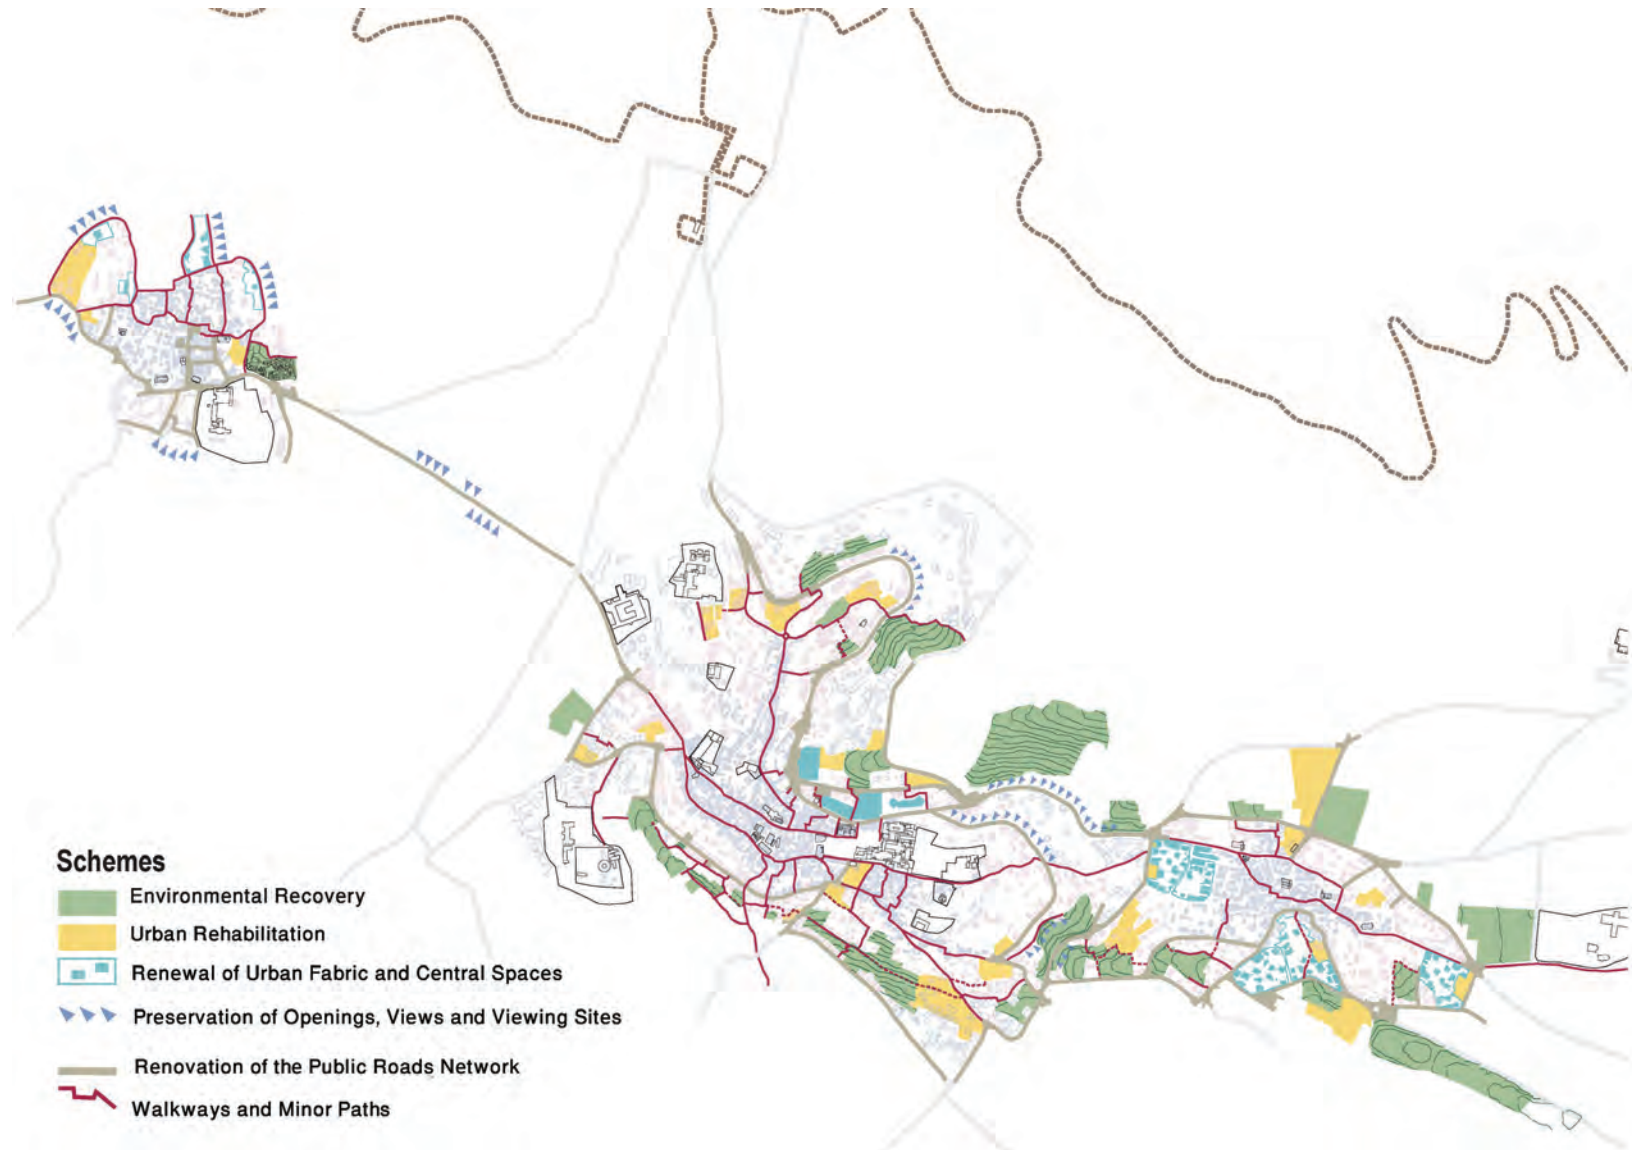 Schemes
Environmental Recovery
Urban Rehabilitation
Renewal of Urban Fabric and Central Spaces
Preservation of Openings, Views and Viewing Sites
Renovation of the Public Roads Network
Walkways and Minor Paths